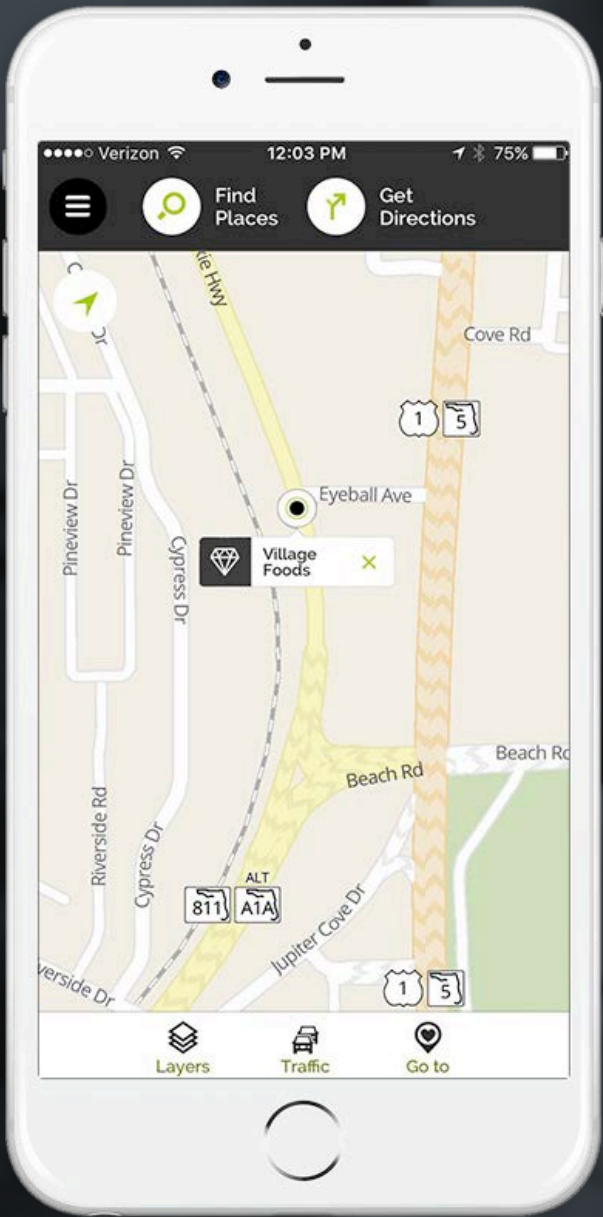 Verizon
12:03 PM
75%
Find
Places
Get
Directions
kie Hwy
Dr
Cove Rd
1
5
Eyeball Ave
Pineview Dr
Pineview Dr
Cypress Dr
Village
Foods
Beach Rd
Beach Rd
Riverside Rd
Cypress Dr
ALT
811
A1A
Jupiter Cove Dr
verside Dr
1
5
Layers
Traffic
Go to